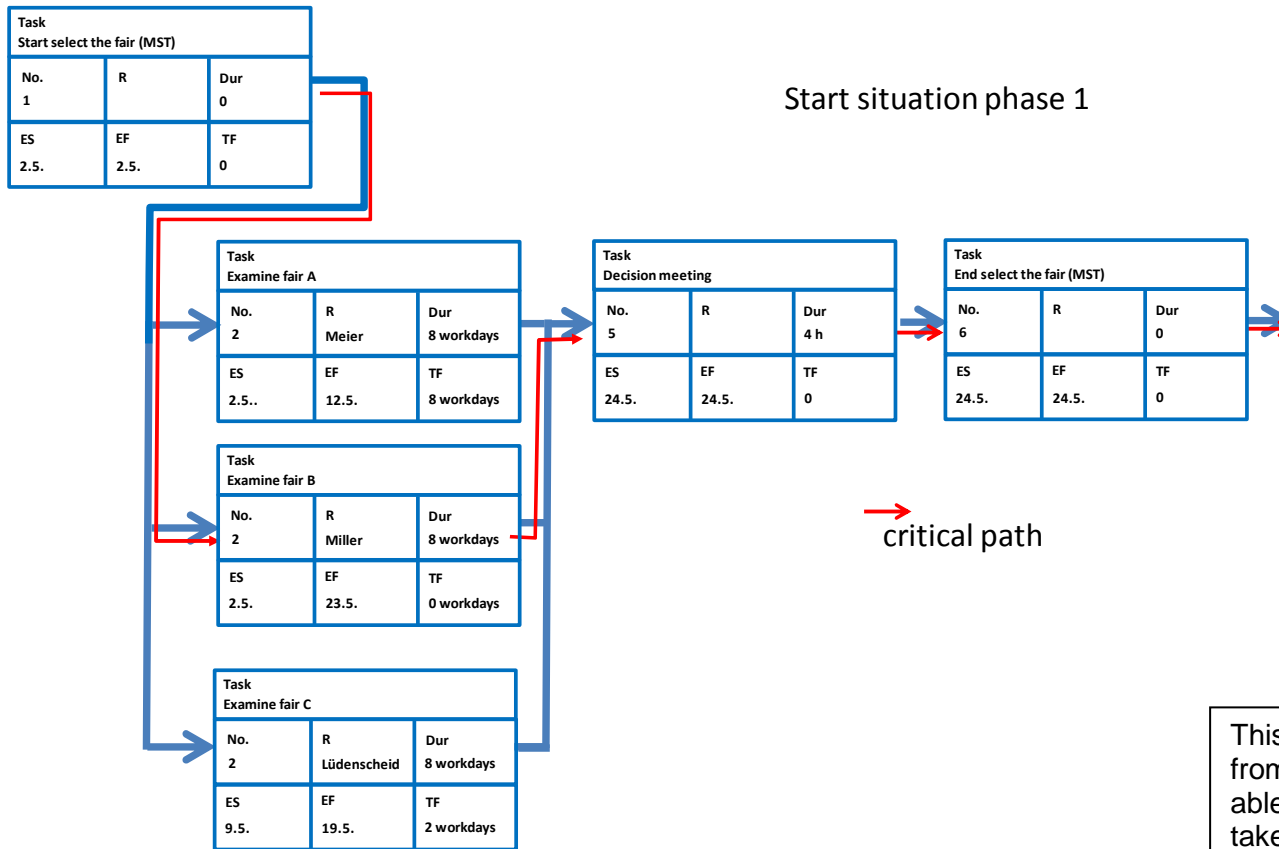 Task
Start select the fair (MST)
No. R Dur
1 0
ES EF TF
2.5. 2.5. 0
Start situation phase 1
Task
Examine fair A
No. R Dur
2 Meier 8 workdays
ES EF TF
2.5.. 12.5. 8 workdays
Task
Decision meeting
No. R Dur
5 4 h
ES EF TF
24.5. 24.5. 0
Task
End select the fair (MST)
No. R Dur
6 0
ES EF TF
24.5. 24.5. 0
Task
Examine fair B
No. R Dur
2 Miller 8 workdays
ES EF TF
2.5. 23.5. 0 workdays
critical path
Task
Examine fair C
No. R Dur
2 Lüdenscheid 8 workdays
ES EF TF
9.5. 19.5. 2 workdays
This
from
able
take